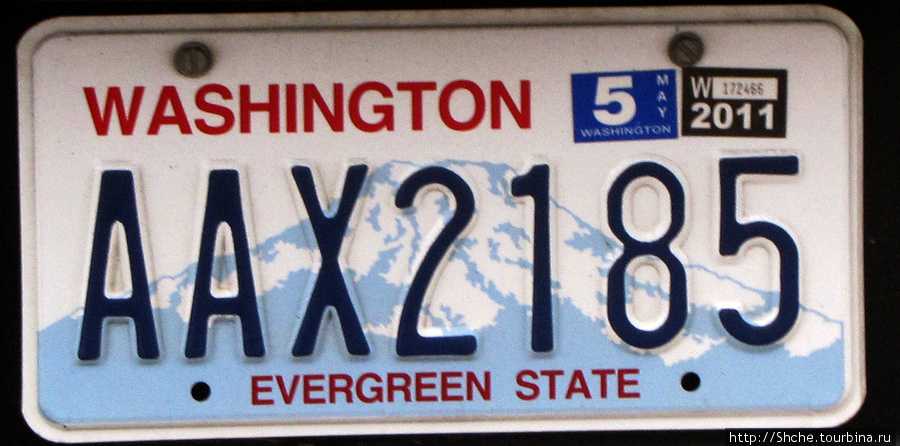 WASHINGTON
5 MAY WASHINGTON
W 172466
2011
AAX2185
EVERGREEN STATE
http://Shche.tourbina.ru